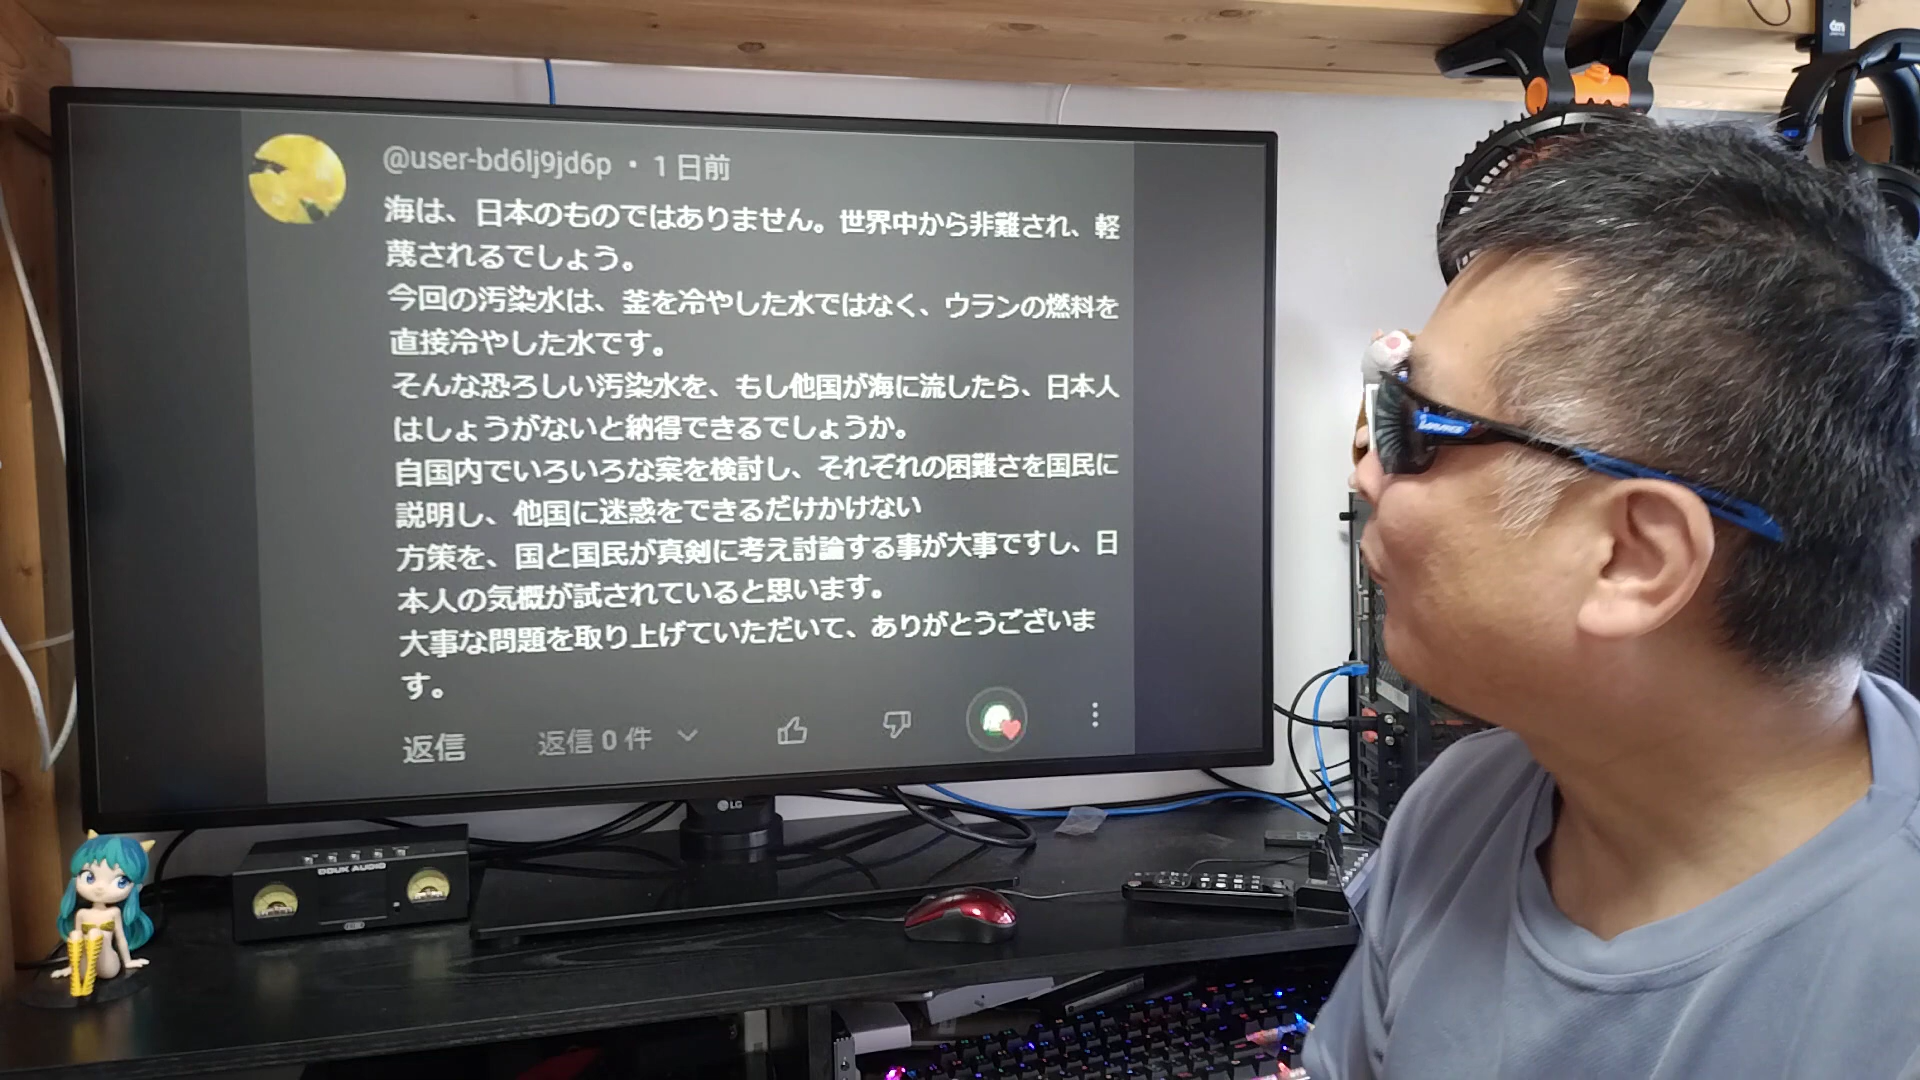 @user-bd6lj9jd6p・1 日前
海は、日本のものではありません。世界中から非難され、軽
蔑されるでしょう。
今回の汚染水は、釜を冷やした水ではなく、ウランの燃料を
直接冷やした水です。
そんな恐ろしい汚染水を、もし他国が海に流したら、日本人
はしょうがないと納得できるでしょうか。
自国内でいろいろな案を検討し、それぞれの困難さを国民に
説明し、他国に迷惑をできるだけかけない
方策を、国と国民が真剣に考え討論する事が大事ですし、日
本人の気概が試されていると思います。
大事な問題を取り上げていただいて、ありがとうございま
す。
返信
返信 0 件
LG
DOUK AUDIO